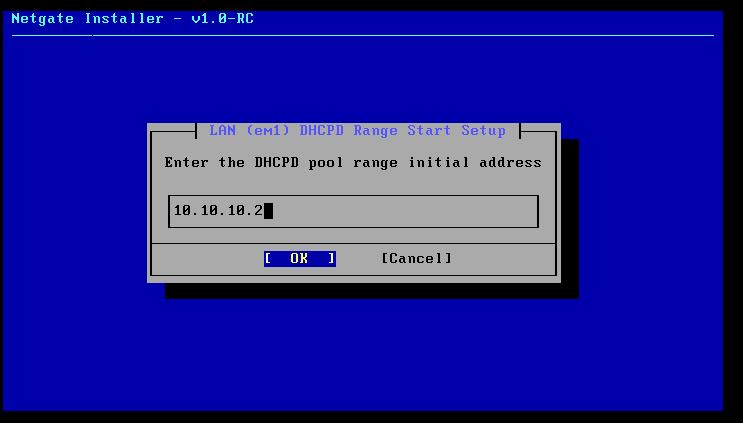 Netgate Installer - v1.0-RC
LAN (em1) DHCPD Range Start Setup
Enter the DHCPD pool range initial address
10.10.10.2
[  OK  ]     [Cancel]